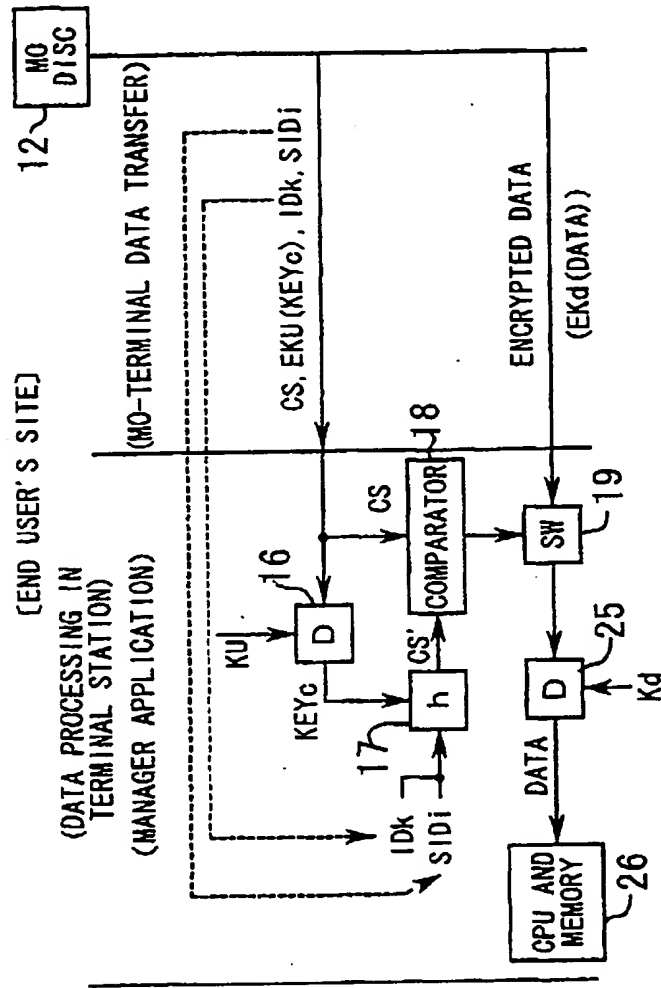 [END USER'S SITE]
(DATA PROCESSING IN
TERMINAL STATION)
(MANAGER APPLICATION)
(MO-TERMINAL DATA TRANSFER)
12
MO
DISC
CS, EKU(KEYc), IDk, SIDi
KU
16
D
KEYc
CS
17
h
CS'
18
COMPARATOR
IDk
SIDi
ENCRYPTED DATA
(EKd(DATA))
SW
19
D
25
Kd
DATA
CPU AND
MEMORY
26